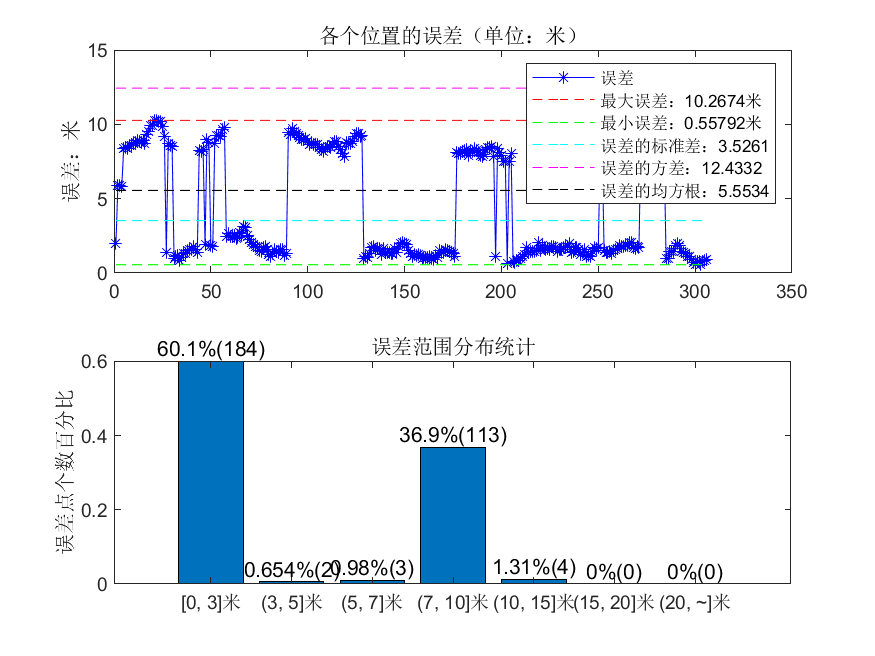 各个位置的误差（单位：米）
误差：米
15
10
5
0
0 50 100 150 200 250 300 350
误差
最大误差：10.2674米
最小误差：0.55792米
误差的标准差：3.5261
误差的方差：12.4332
误差的均方根：5.5534
误差范围分布统计
误差点个数百分比
0.6
0.4
0.2
0
60.1%(184)
0.654%(2)
0.98%(3)
36.9%(113)
1.31%(4)
0%(0)
0%(0)
[0, 3]米 (3, 5]米 (5, 7]米 (7, 10]米 (10, 15]米 (15, 20]米 (20, ~]米